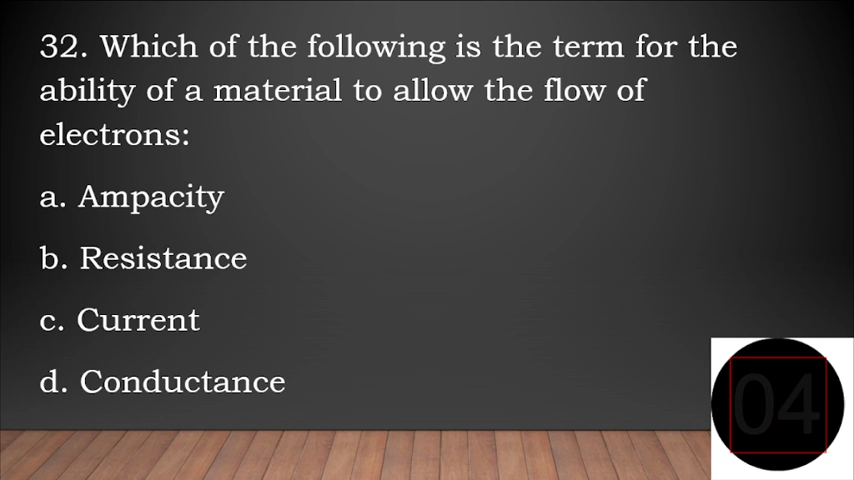 32. Which of the following is the term for the
ability of a material to allow the flow of
electrons:
a. Ampacity
b. Resistance
c. Current
d. Conductance
04